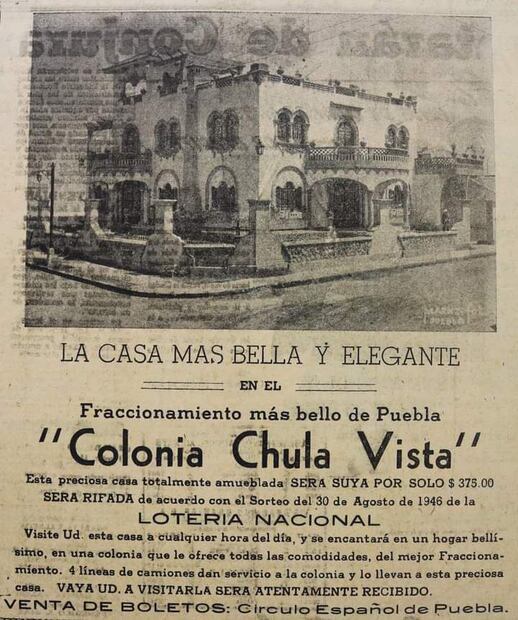 LA CASA MAS BELLA Y ELEGANTE
EN EL
Fraccionamiento más bello de Puebla
"Colonia Chula Vista"
Esta preciosa casa totalmente amueblada SERA SUYA POR SOLO $ 375.00
SERA RIFADA de acuerdo con el Sorteo del 30 de Agosto de 1946 de la
LOTERIA NACIONAL
Visite Ud. esta casa a cualquier hora del día, y se encantará en un hogar bellí-
simo, en una colonia que le ofrece todas las comodidades, del mejor Fracciona-
miento. 4 líneas de camiones dan servicio a la colonia y lo llevan a esta preciosa
casa. VAYA UD. A VISITARLA SERA ATENTAMENTE RECIBIDO.
VENTA DE BOLETOS: Circulo Español de Puebla.